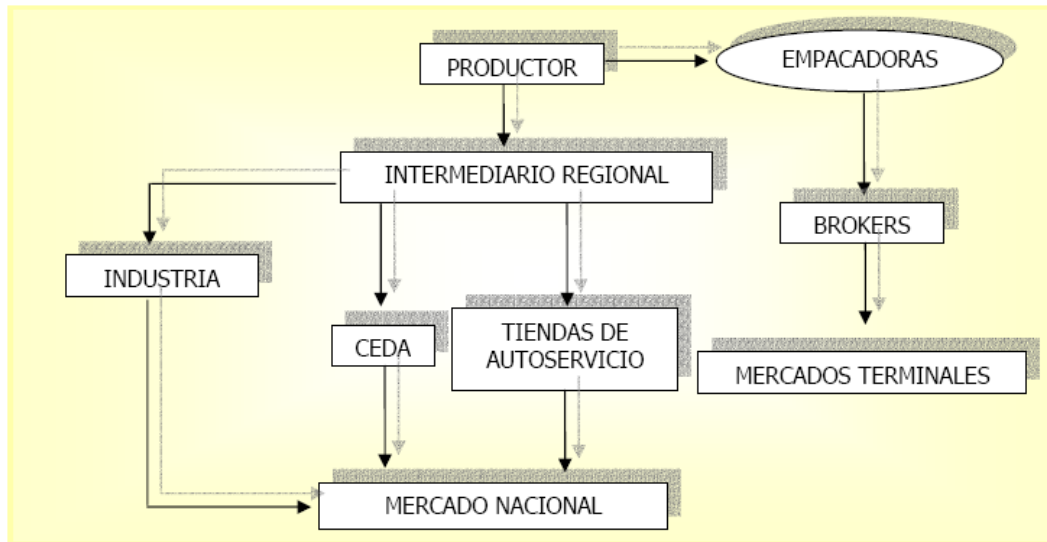 PRODUCTOR
EMPACADORAS
INTERMEDIARIO REGIONAL
BROKERS
INDUSTRIA
CEDA
TIENDAS DE
AUTOSERVICIO
MERCADOS TERMINALES
MERCADO NACIONAL